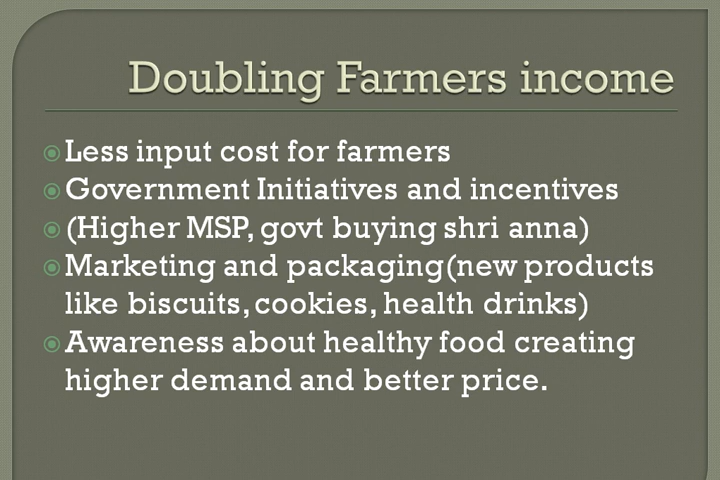 Doubling Farmers income
Less input cost for farmers
Government Initiatives and incentives
(Higher MSP, govt buying shri anna)
Marketing and packaging(new products
like biscuits, cookies, health drinks)
Awareness about healthy food creating
higher demand and better price.